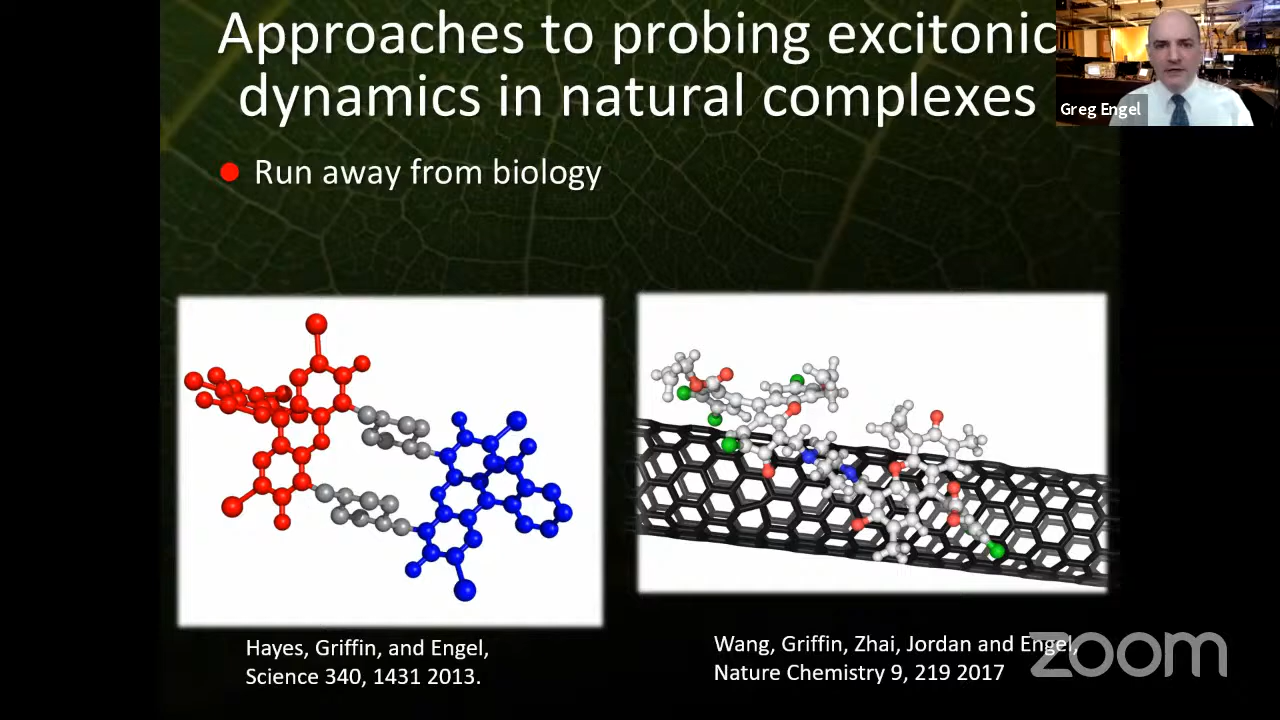 Approaches to probing excitonic
dynamics in natural complexes
Greg Engel
Run away from biology
Hayes, Griffin, and Engel,
Science 340, 1431 2013.
Wang, Griffin, Zhai, Jordan and Engel,
Nature Chemistry 9, 219 2017
zoom